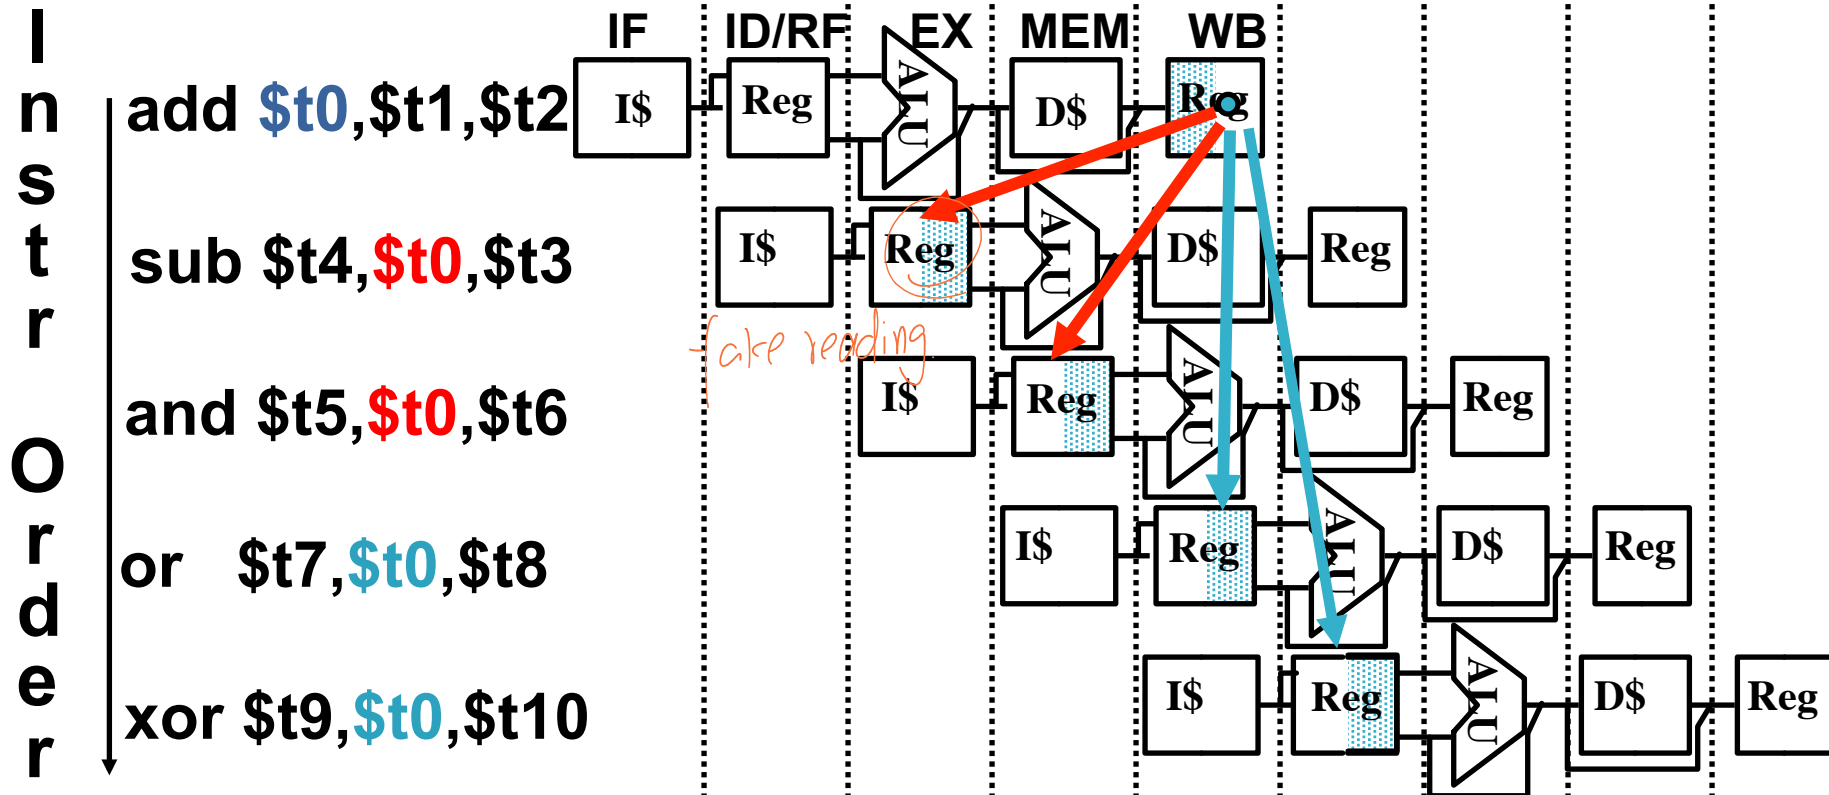 Instr Order
IF ID/RF EX MEM WB
add $t0,$t1,$t2 I$ Reg ALU D$ Reg
sub $t4,$t0,$t3 I$ Reg ALU D$ Reg
fake reading
and $t5,$t0,$t6 I$ Reg ALU D$ Reg
or $t7,$t0,$t8 I$ Reg ALU D$ Reg
xor $t9,$t0,$t10 I$ Reg ALU D$ Reg